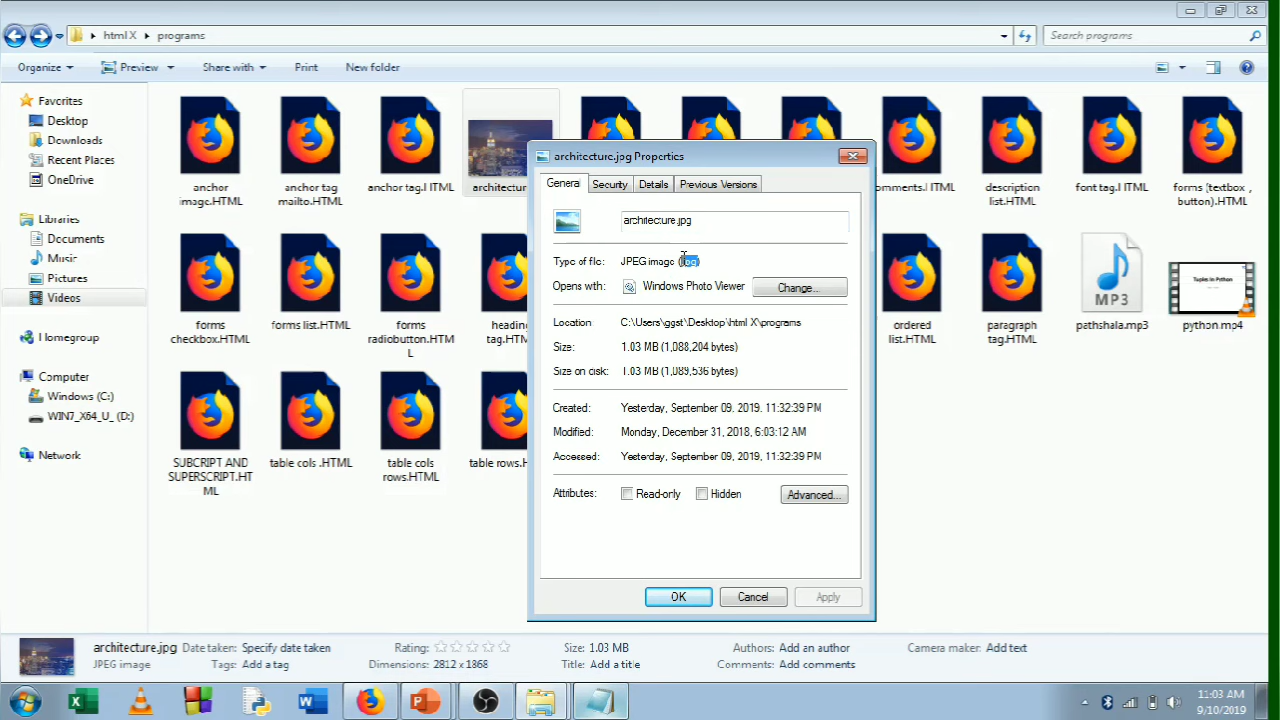 html X programs
Search programs
Organize Preview Share with Print New folder
Favorites
Desktop
Downloads
Recent Places
OneDrive
Libraries
Documents
Music
Pictures
Videos
Homegroup
Computer
Windows (C:)
WIN7_X64_U_ (D:)
Network
anchor image.HTML
anchor tag mailto.HTML
anchor tag.HTML
description list.HTML
font tag.HTML
forms (textbox , button).HTML
forms checkbox.HTML
forms list.HTML
forms radiobutton.HTML
ordered list.HTML
paragraph tag.HTML
MP3
pathshala.mp3
Tuples in Python
python.mp4
SUBCRIPT AND SUPERSCRIPT.HTML
table cols .HTML
table cols rows.HTML
architecture.jpg Properties
General Security Details Previous Versions
architecture.jpg
Type of file: JPEG image
Opens with: Windows Photo Viewer Change...
Location C:\Users\ggst\Desktop\html X\programs
Size: 1.03 MB (1,088,204 bytes)
Size on disk: 1.03 MB (1,089,536 bytes)
Created: Yesterday, September 09, 2019, 11:32:39 PM
Modified: Monday, December 31, 2018, 6:03:12 AM
Accessed: Yesterday, September 09, 2019, 11:32:39 PM
Attributes: Read-only Hidden Advanced...
OK Cancel Apply
architecture.jpg Date taken: Specify date taken Rating: Size: 1.03 MB Authors: Add an author Camera maker: Add text
JPEG image Tags: Add a tag Dimensions: 2812 x 1868 Title: Add a title Comments: Add comments
11:03 AM
9/10/2019